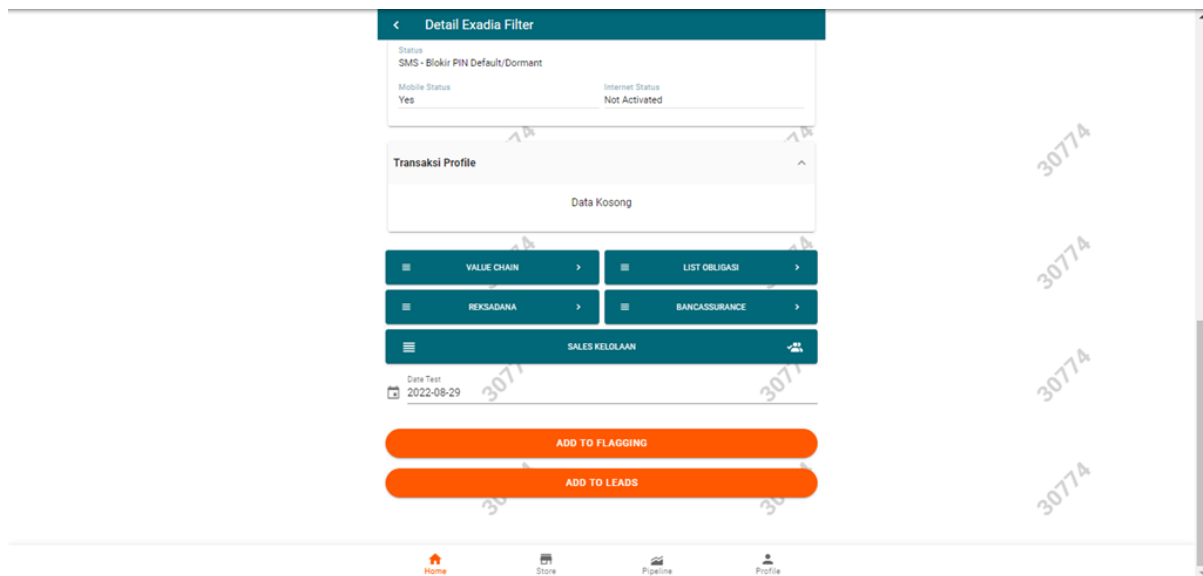 Detail Exadia Filter
Status
SMS - Blokir PIN Default/Dormant
Mobile Status
Internet Status
Yes
Not Activated
30774
Transaksi Profile
Data Kosong
30774
VALUE CHAIN
LIST OBLIGASI
REKSADANA
BANCASSURANCE
SALES KELOLAAN
30774
30774
30774
Date Test
2022-08-29
ADD TO FLAGGING
ADD TO LEADS
30774
Home
Store
Pipeline
Profile